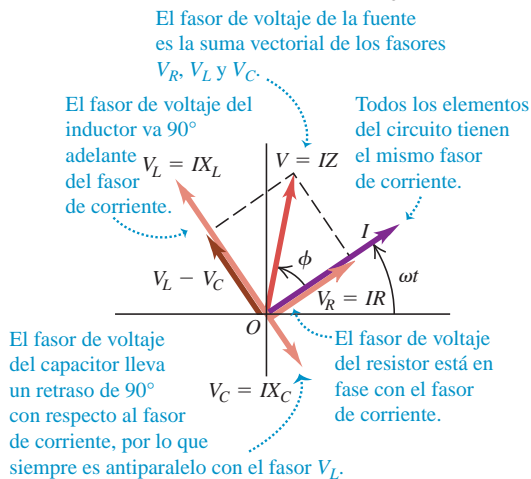 El fasor de voltaje de la fuente
es la suma vectorial de los fasores
V_R, V_L y V_C.
El fasor de voltaje del
inductor va 90°
adelante
del fasor
de corriente.
Todos los elementos
del circuito tienen
el mismo fasor
de corriente.
V_L = IX_L
V = IZ
I
ϕ
ωt
V_L − V_C
V_R = IR
O
V_C = IX_C
El fasor de voltaje
del capacitor lleva
un retraso de 90°
con respecto al fasor
de corriente, por lo que
siempre es antiparalelo con el fasor V_L.
El fasor de voltaje
del resistor está en
fase con el fasor
de corriente.